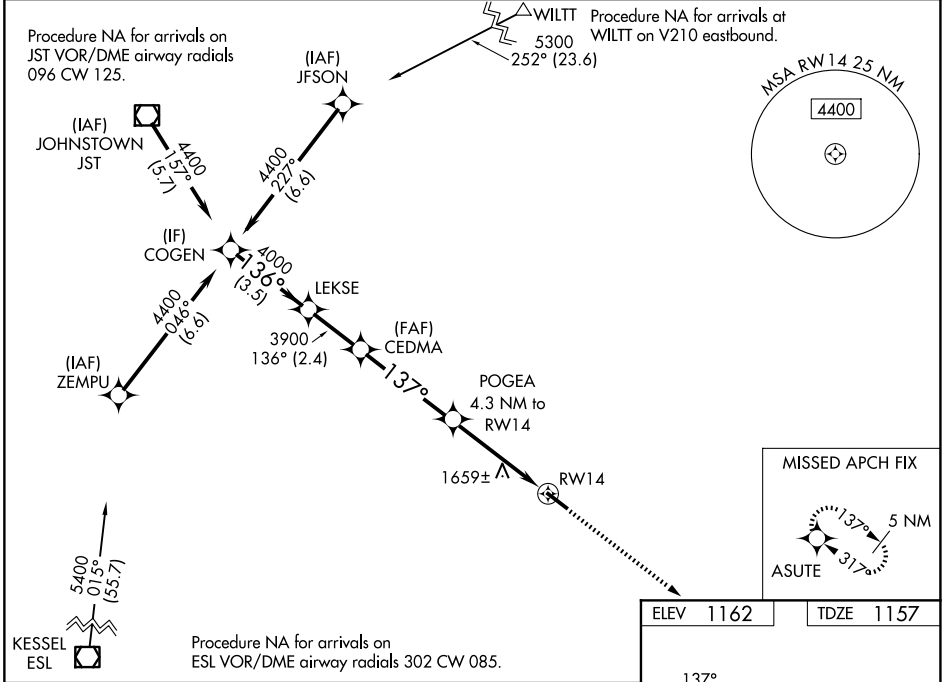 Procedure NA for arrivals on
JST VOR/DME airway radials
096 CW 125.
WILTT
Procedure NA for arrivals at
WILTT on V210 eastbound.
5300
252° (23.6)
(IAF)
JFSON
MSA RW14 25 NM
4400
(IAF)
JOHNSTOWN
JST
4400
157°
(5.7)
4400
227°
(6.6)
(IF)
COGEN
4000
136°
(3.5)
LEKSE
4400
046°
(6.6)
3900
136° (2.4)
(FAF)
CEDMA
(IAF)
ZEMPU
137°
POGEA
4.3 NM to
RW14
1659±
RW14
MISSED APCH FIX
137°
5 NM
317°
ASUTE
5400
015°
(55.7)
KESSEL
ESL
Procedure NA for arrivals on
ESL VOR/DME airway radials 302 CW 085.
ELEV 1162
TDZE 1157
137°